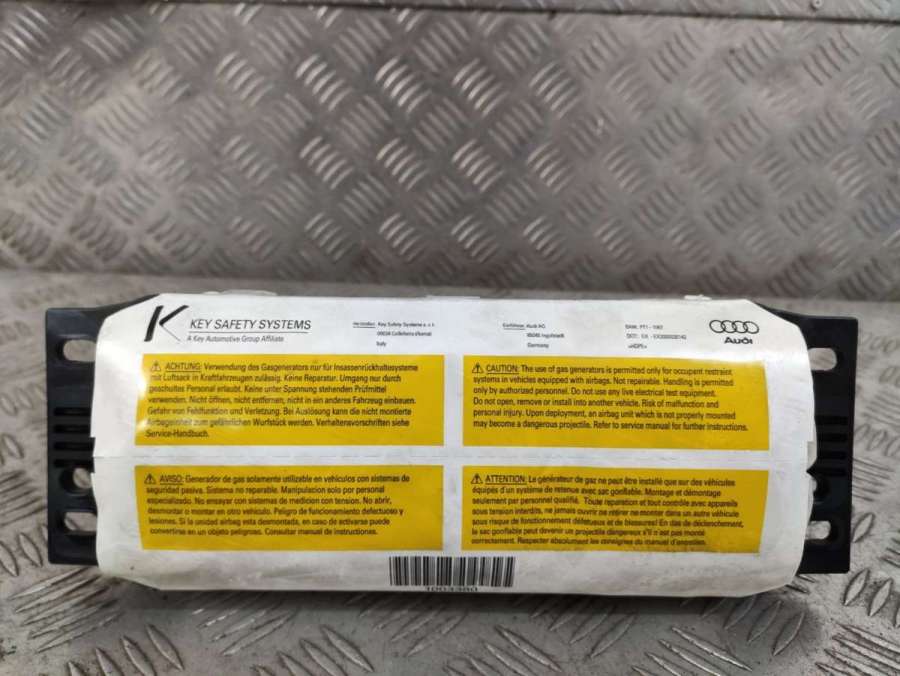 KEY SAFETY SYSTEMS
A Key Automotive Group Affiliate
Hersteller: Key Safety Systems s. r. l.
00034 Colleferro (Roma)
Italy
Audi AG
85045 Ingolstadt
Germany
BAM. PT1 -
DOT: EX -
>HDPE<
Audi
ACHTUNG: Verwendung des Gasgenerators nur für Insassenrückhaltesysteme
mit Luftsack in Kraftfahrzeugen zulässig. Keine Reparatur. Umgang nur durch
geschultes Personal erlaubt. Keine unter Spannung stehenden Prüfmittel
verwenden. Nicht öffnen, nicht entfernen, nicht in ein anderes Fahrzeug einbauen.
Gefahr von Fehlfunktion und Verletzung. Bei Auslösung kann die nicht montierte
Airbageinheit zum gefährlichen Wurfstück werden. Verhaltensvorschriften siehe
Service-Handbuch.
CAUTION: The use of gas generators is permitted only for occupant restraint
systems in vehicles equipped with airbags. Not repairable. Handling is permitted
only by authorized personnel. Do not use any live electrical test equipment.
Do not open, remove or install into another vehicle. Risk of malfunction and
personal injury. Upon deployment, an airbag unit which is not properly mounted
may become a dangerous projectile. Refer to service manual for further instructions.
AVISO: Generador de gas solamente utilizable en vehículos con sistemas de
seguridad pasiva. Sistema no reperable. Manipulacion solo por personal
especializado. No ensayar con sistemas de medicion con tension. No abrir,
desmontar o montar en otro vehículo. Peligro de funcionamiento defectuoso y
lesiones. Si la unidad airbag esta desmontada, en caso de activarse puede
convertirse en un objeto peligroso. Consultar manual de instrucciones.
ATTENTION: Le générateur de gaz ne peut être installé que sur des véhicules
équipés d'un système de retenue avec sac gonflable. Montage et démontage
seulement par personnel qualifié. Toute reparation et tout contrôle avec appareils
sous tension interdits, ne jamais ouvrir ou retirer ne monter dans un autre véhicule
sous risque de fonctionnement défectueux et de blessures! En cas de déclenchement,
le sac gonflable peut devenir un projectile dangereux s'il n'est pas monté
correctement. Respecter absolument les consignes du manuel d'entretien.
1003380